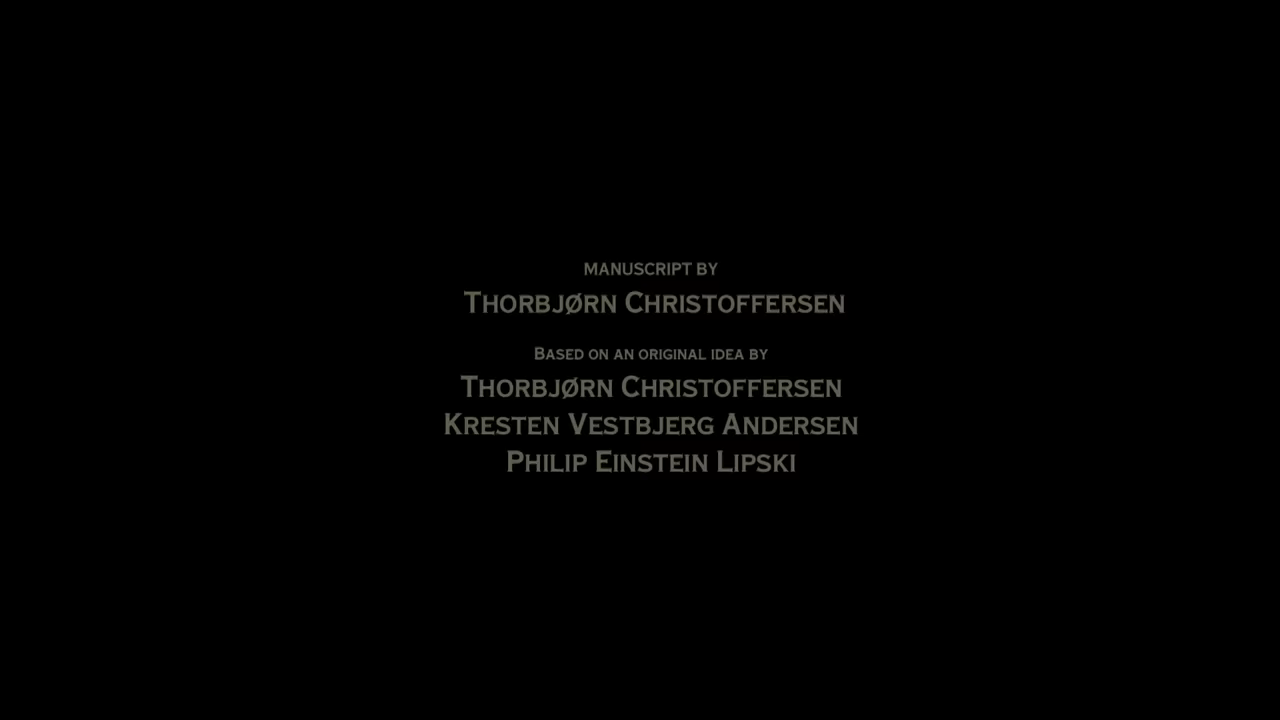 MANUSCRIPT BY
THORBJØRN CHRISTOFFERSEN
BASED ON AN ORIGINAL IDEA BY
THORBJØRN CHRISTOFFERSEN
KRESTEN VESTBJERG ANDERSEN
PHILIP EINSTEIN LIPSKI